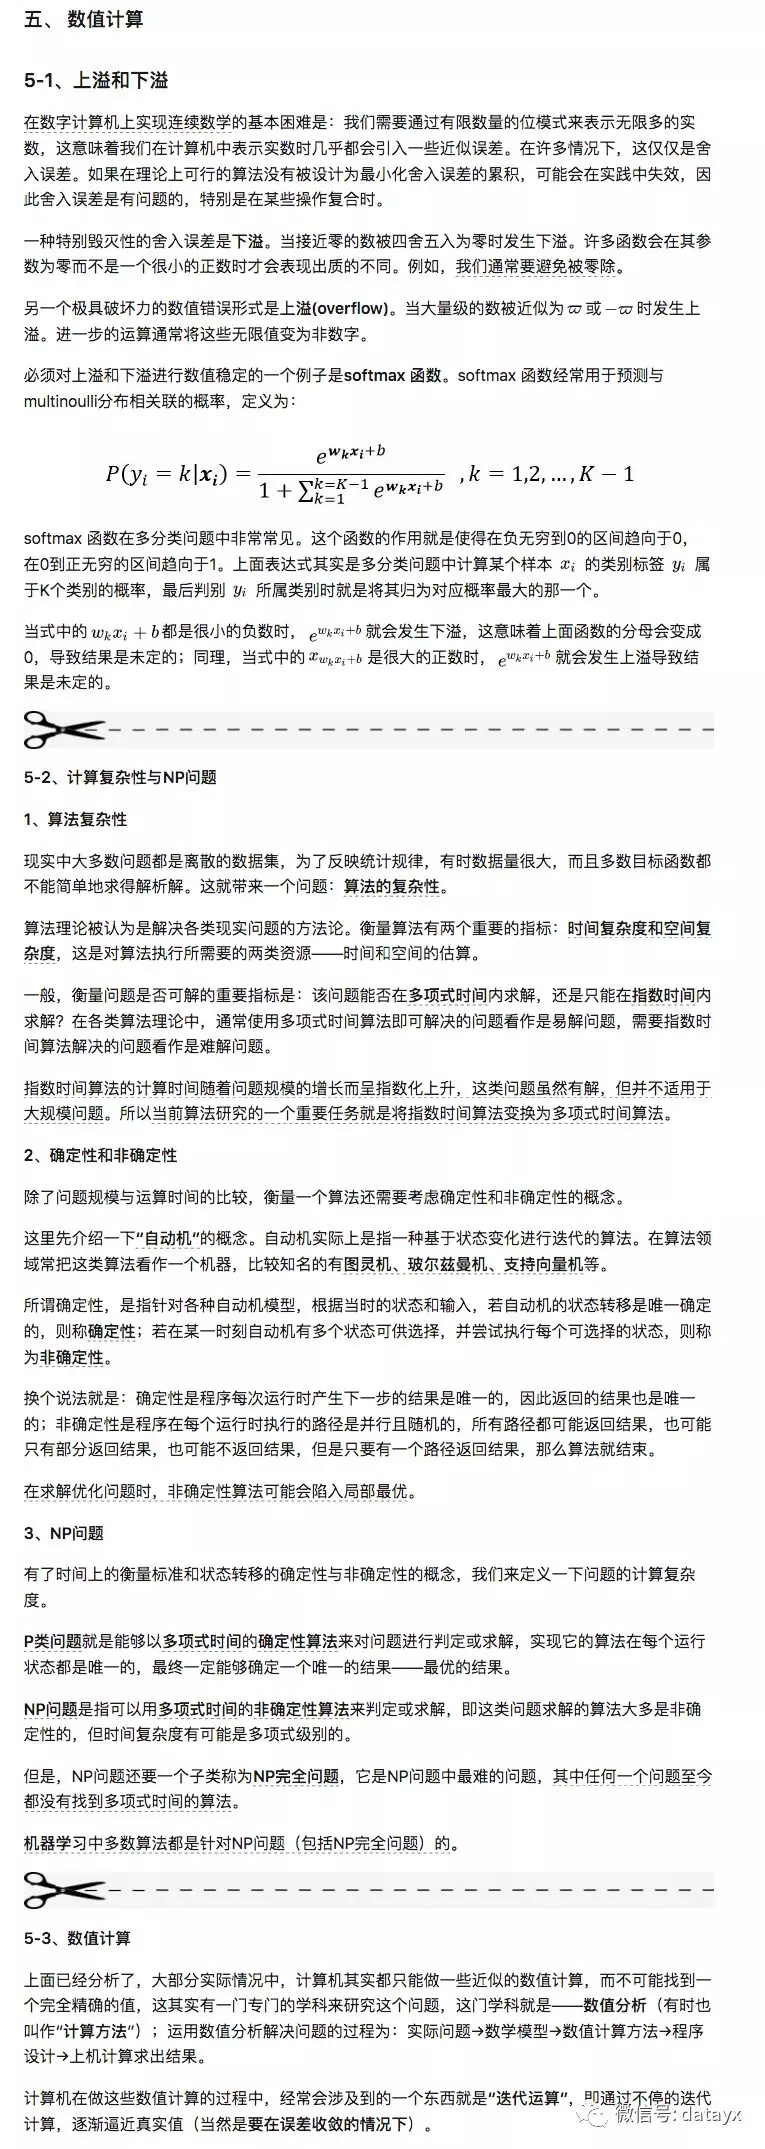 五、 数值计算
5-1、上溢和下溢
在数字计算机上实现连续数学的基本困难是：我们需要通过有限数量的位模式来表示无限多的实
数，这意味着我们在计算机中表示实数时几乎都会引入一些近似误差。在许多情况下，这仅仅是舍
入误差。如果在理论上可行的算法没有被设计为最小化舍入误差的累积，可能会在实践中失效，因
此舍入误差是有问题的，特别是在某些操作复合时。
一种特别毁灭性的舍入误差是下溢。当接近零的数被四舍五入为零时发生下溢。许多函数会在其参
数为零而不是一个很小的正数时才会表现出质的不同。例如，我们通常要避免被零除。
另一个极具破坏力的数值错误形式是上溢(overflow)。当大量级的数被近似为 ϖ 或 −ϖ 时发生上
溢。进一步的运算通常将这些无限值变为非数字。
必须对上溢和下溢进行数值稳定的一个例子是softmax 函数。softmax 函数经常用于预测与
multinoulli分布相关联的概率，定义为：
P(y_i = k|x_i) = e^{w_k x_i+b} / (1 + ∑_{k=1}^{k=K−1} e^{w_k x_i+b}) , k = 1,2, …, K − 1
softmax 函数在多分类问题中非常常见。这个函数的作用就是使得在负无穷到0的区间趋向于0，
在0到正无穷的区间趋向于1。上面表达式其实是多分类问题中计算某个样本 x_i 的类别标签 y_i 属
于K个类别的概率，最后判别 y_i 所属类别时就是将其归为对应概率最大的那一个。
当式中的 w_k x_i + b 都是很小的负数时， e^{w_k x_i+b} 就会发生下溢，这意味着上面函数的分母会变成
0，导致结果是未定的；同理，当式中的 x_{w_k x_i+b} 是很大的正数时， e^{w_k x_i+b} 就会发生上溢导致结
果是未定的。
5-2、计算复杂性与NP问题
1、算法复杂性
现实中大多数问题都是离散的数据集，为了反映统计规律，有时数据量很大，而且多数目标函数都
不能简单地求得解析解。这就带来一个问题：算法的复杂性。
算法理论被认为是解决各类现实问题的方法论。衡量算法有两个重要的指标：时间复杂度和空间复
杂度，这是对算法执行所需要的两类资源——时间和空间的估算。
一般，衡量问题是否可解的重要指标是：该问题能否在多项式时间内求解，还是只能在指数时间内
求解？在各类算法理论中，通常使用多项式时间算法即可解决的问题看作是易解问题，需要指数时
间算法解决的问题看作是难解问题。
指数时间算法的计算时间随着问题规模的增长而呈指数化上升，这类问题虽然有解，但并不适用于
大规模问题。所以当前算法研究的一个重要任务就是将指数时间算法变换为多项式时间算法。
2、确定性和非确定性
除了问题规模与运算时间的比较，衡量一个算法还需要考虑确定性和非确定性的概念。
这里先介绍一下“自动机”的概念。自动机实际上是指一种基于状态变化进行迭代的算法。在算法领
域常把这类算法看作一个机器，比较知名的有图灵机、玻尔兹曼机、支持向量机等。
所谓确定性，是指针对各种自动机模型，根据当时的状态和输入，若自动机的状态转移是唯一确定
的，则称确定性；若在某一时刻自动机有多个状态可供选择，并尝试执行每个可选择的状态，则称
为非确定性。
换个说法就是：确定性是程序每次运行时产生下一步的结果是唯一的，因此返回的结果也是唯一
的；非确定性是程序在每个运行时执行的路径是并行且随机的，所有路径都可能返回结果，也可能
只有部分返回结果，也可能不返回结果，但是只要有一个路径返回结果，那么算法就结束。
在求解优化问题时，非确定性算法可能会陷入局部最优。
3、NP问题
有了时间上的衡量标准和状态转移的确定性与非确定性的概念，我们来定义一下问题的计算复杂
度。
P类问题就是能够以多项式时间的确定性算法来对问题进行判定或求解，实现它的算法在每个运行
状态都是唯一的，最终一定能够确定一个唯一的结果——最优的结果。
NP问题是指可以用多项式时间的非确定性算法来判定或求解，即这类问题求解的算法大多是非确
定性的，但时间复杂度有可能是多项式级别的。
但是，NP问题还要一个子类称为NP完全问题，它是NP问题中最难的问题，其中任何一个问题至今
都没有找到多项式时间的算法。
机器学习中多数算法都是针对NP问题（包括NP完全问题）的。
5-3、数值计算
上面已经分析了，大部分实际情况中，计算机其实都只能做一些近似的数值计算，而不可能找到一
个完全精确的值，这其实有一门专门的学科来研究这个问题，这门学科就是——数值分析（有时也
叫作“计算方法”）；运用数值分析解决问题的过程为：实际问题→数学模型→数值计算方法→程序
设计→上机计算求出结果。
计算机在做这些数值计算的过程中，经常会涉及到的一个东西就是“迭代运算”，即通过不停的迭代
计算，逐渐逼近真实值（当然是要在误差收敛的情况下）。
微信号: datayx